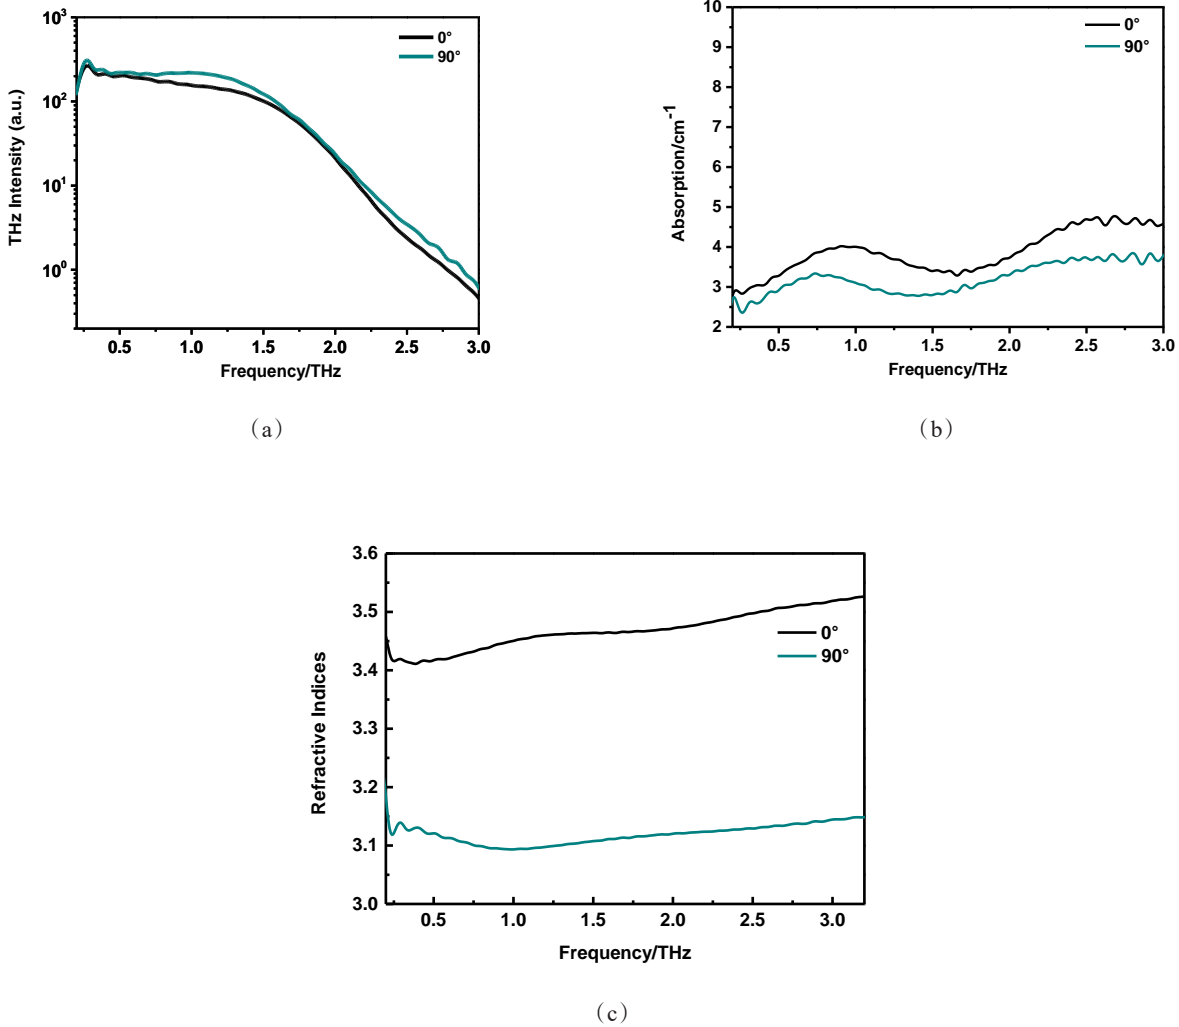 10³
10²
10¹
10⁰
THz Intensity (a.u.)
0°
90°
0.5 1.0 1.5 2.0 2.5 3.0
Frequency/THz
(a)
10
9
8
7
6
5
4
3
2
Absorption/cm⁻¹
0°
90°
0.5 1.0 1.5 2.0 2.5 3.0
Frequency/THz
(b)
3.6
3.5
3.4
3.3
3.2
3.1
3.0
Refractive Indices
0°
90°
0.5 1.0 1.5 2.0 2.5 3.0
Frequency/THz
(c)